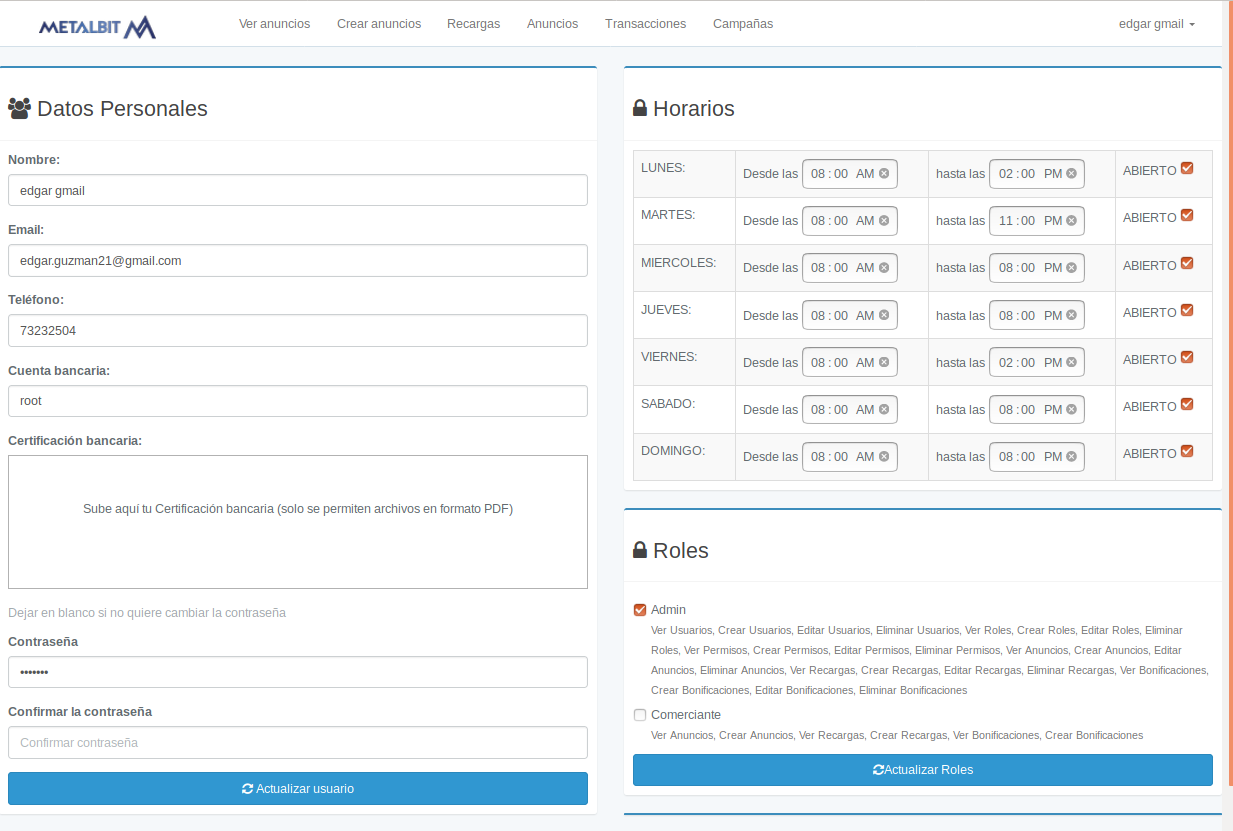 METALBIT
Ver anuncios Crear anuncios Recargas Anuncios Transacciones Campañas edgar gmail
Datos Personales
Nombre:
edgar gmail
Email:
edgar.guzman21@gmail.com
Teléfono:
73232504
Cuenta bancaria:
root
Certificación bancaria:
Sube aquí tu Certificación bancaria (solo se permiten archivos en formato PDF)
Dejar en blanco si no quiere cambiar la contraseña
Contraseña
•••••••
Confirmar la contraseña
Confirmar contraseña
Actualizar usuario
Horarios
LUNES: Desde las 08:00 AM hasta las 02:00 PM ABIERTO
MARTES: Desde las 08:00 AM hasta las 11:00 PM ABIERTO
MIERCOLES: Desde las 08:00 AM hasta las 08:00 PM ABIERTO
JUEVES: Desde las 08:00 AM hasta las 08:00 PM ABIERTO
VIERNES: Desde las 08:00 AM hasta las 02:00 PM ABIERTO
SABADO: Desde las 08:00 AM hasta las 08:00 PM ABIERTO
DOMINGO: Desde las 08:00 AM hasta las 08:00 PM ABIERTO
Roles
Admin
Ver Usuarios, Crear Usuarios, Editar Usuarios, Eliminar Usuarios, Ver Roles, Crear Roles, Editar Roles, Eliminar
Roles, Ver Permisos, Crear Permisos, Editar Permisos, Eliminar Permisos, Ver Anuncios, Crear Anuncios, Editar
Anuncios, Eliminar Anuncios, Ver Recargas, Crear Recargas, Editar Recargas, Eliminar Recargas, Ver Bonificaciones,
Crear Bonificaciones, Editar Bonificaciones, Eliminar Bonificaciones
Comerciante
Ver Anuncios, Crear Anuncios, Ver Recargas, Crear Recargas, Ver Bonificaciones, Crear Bonificaciones
Actualizar Roles